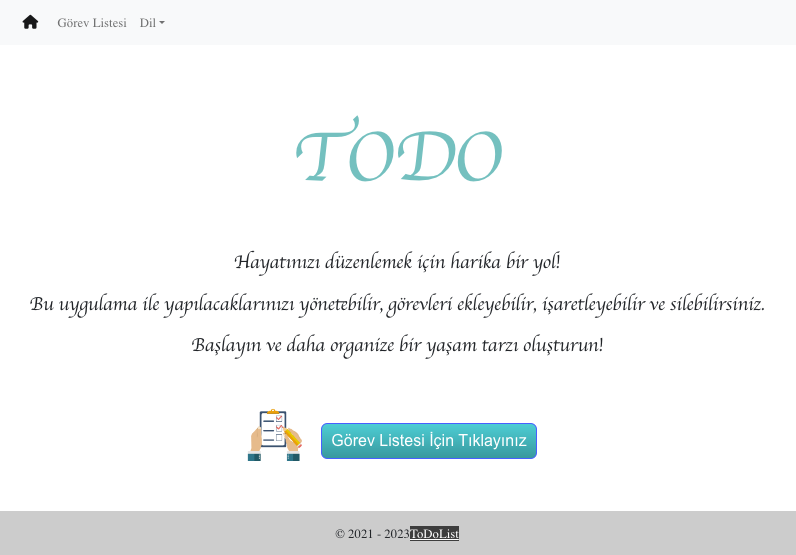 Görev Listesi Dil
TODO
Hayatınızı düzenlemek için harika bir yol!
Bu uygulama ile yapılacaklarınızı yönetebilir, görevleri ekleyebilir, işaretleyebilir ve silebilirsiniz.
Başlayın ve daha organize bir yaşam tarzı oluşturun!
Görev Listesi İçin Tıklayınız
© 2021 - 2023ToDoList